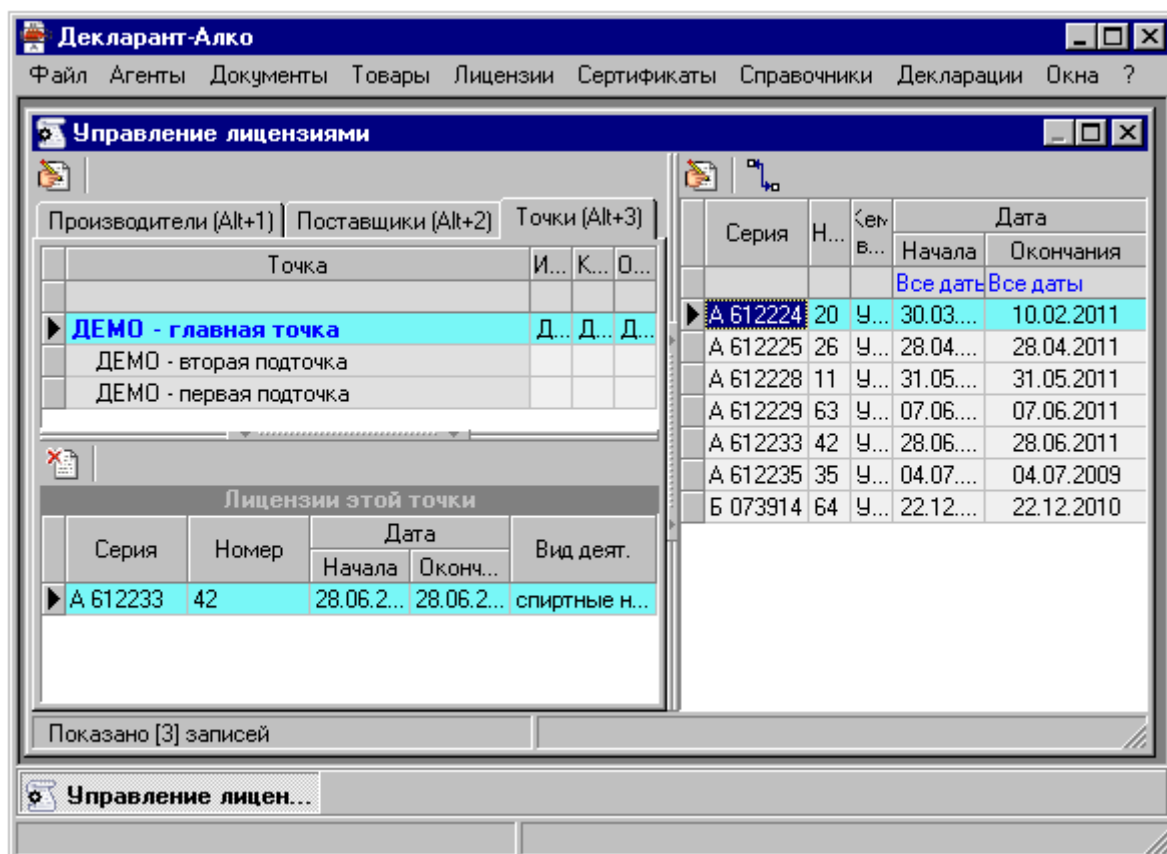 Декларант-Алко
Файл Агенты Документы Товары Лицензии Сертификаты Справочники Декларации Окна ?
Управление лицензиями
Производители (Alt+1) Поставщики (Alt+2) Точки (Alt+3)
Точка И... К... О...
ДЕМО - главная точка Д... Д... Д...
ДЕМО - вторая подточка
ДЕМО - первая подточка
Лицензии этой точки
Серия Номер Дата Вид деят.
Начала Оконч...
А 612233 42 28.06.2... 28.06.2... спиртные н...
Серия Н... в... Дата
Начала Окончания
Все даты Все даты
А 612224 20 У... 30.03.... 10.02.2011
А 612225 26 У... 28.04.... 28.04.2011
А 612228 11 У... 31.05.... 31.05.2011
А 612229 63 У... 07.06.... 07.06.2011
А 612233 42 У... 28.06.... 28.06.2011
А 612235 35 У... 04.07.... 04.07.2009
Б 073914 64 У... 22.12.... 22.12.2010
Показано [3] записей
Управление лицен...